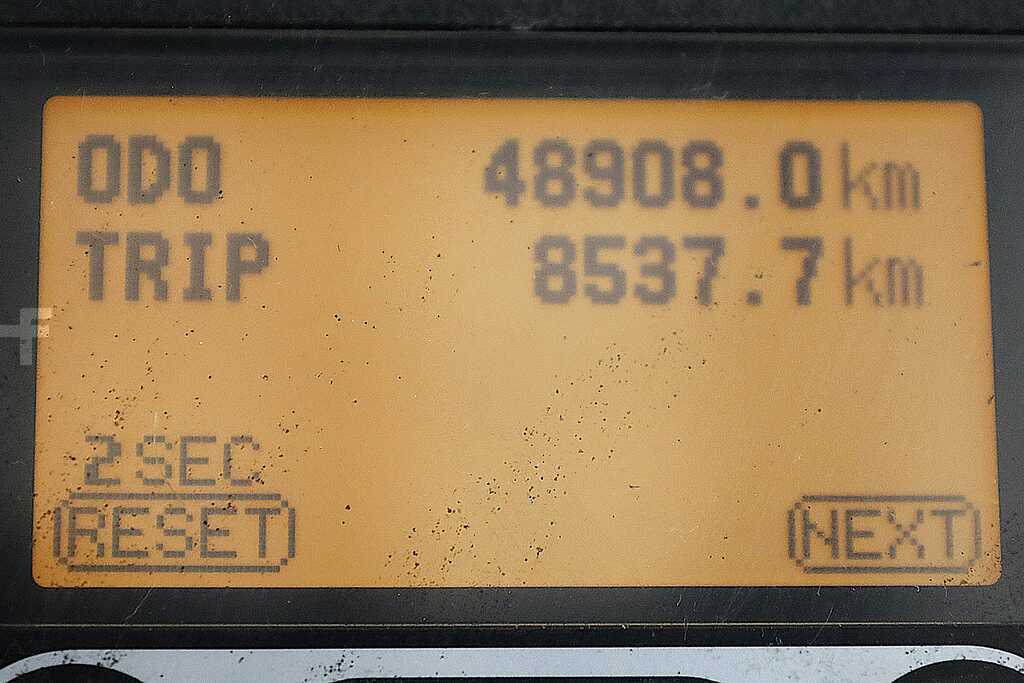 ODO 48908.0 km
TRIP 8537.7 km
2 SEC
RESET NEXT